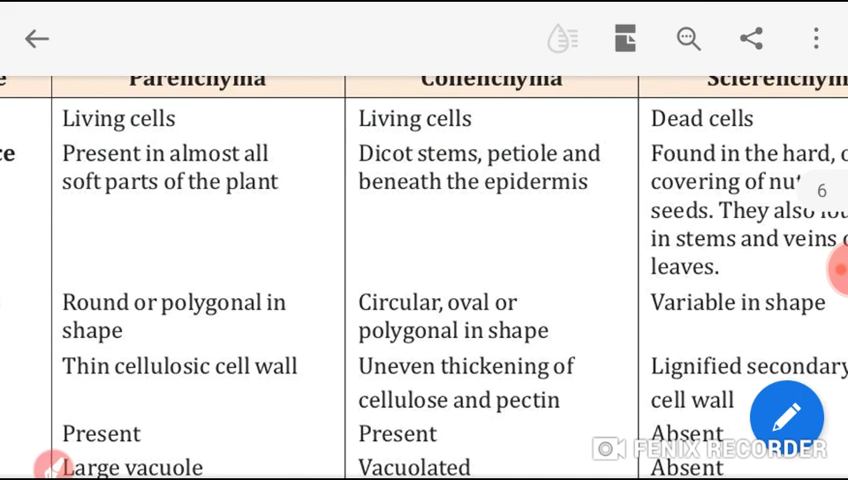 e Parenchyma Collenchyma Sclerenchym
Living cells Living cells Dead cells
ce Present in almost all Dicot stems, petiole and Found in the hard, o
soft parts of the plant beneath the epidermis covering of nu
6
seeds. They also fou
in stems and veins o
leaves.
Round or polygonal in Circular, oval or Variable in shape
shape polygonal in shape
Thin cellulosic cell wall Uneven thickening of Lignified secondary
cellulose and pectin cell wall
Present Present Absent
FENIX RECORDER
Large vacuole Vacuolated Absent